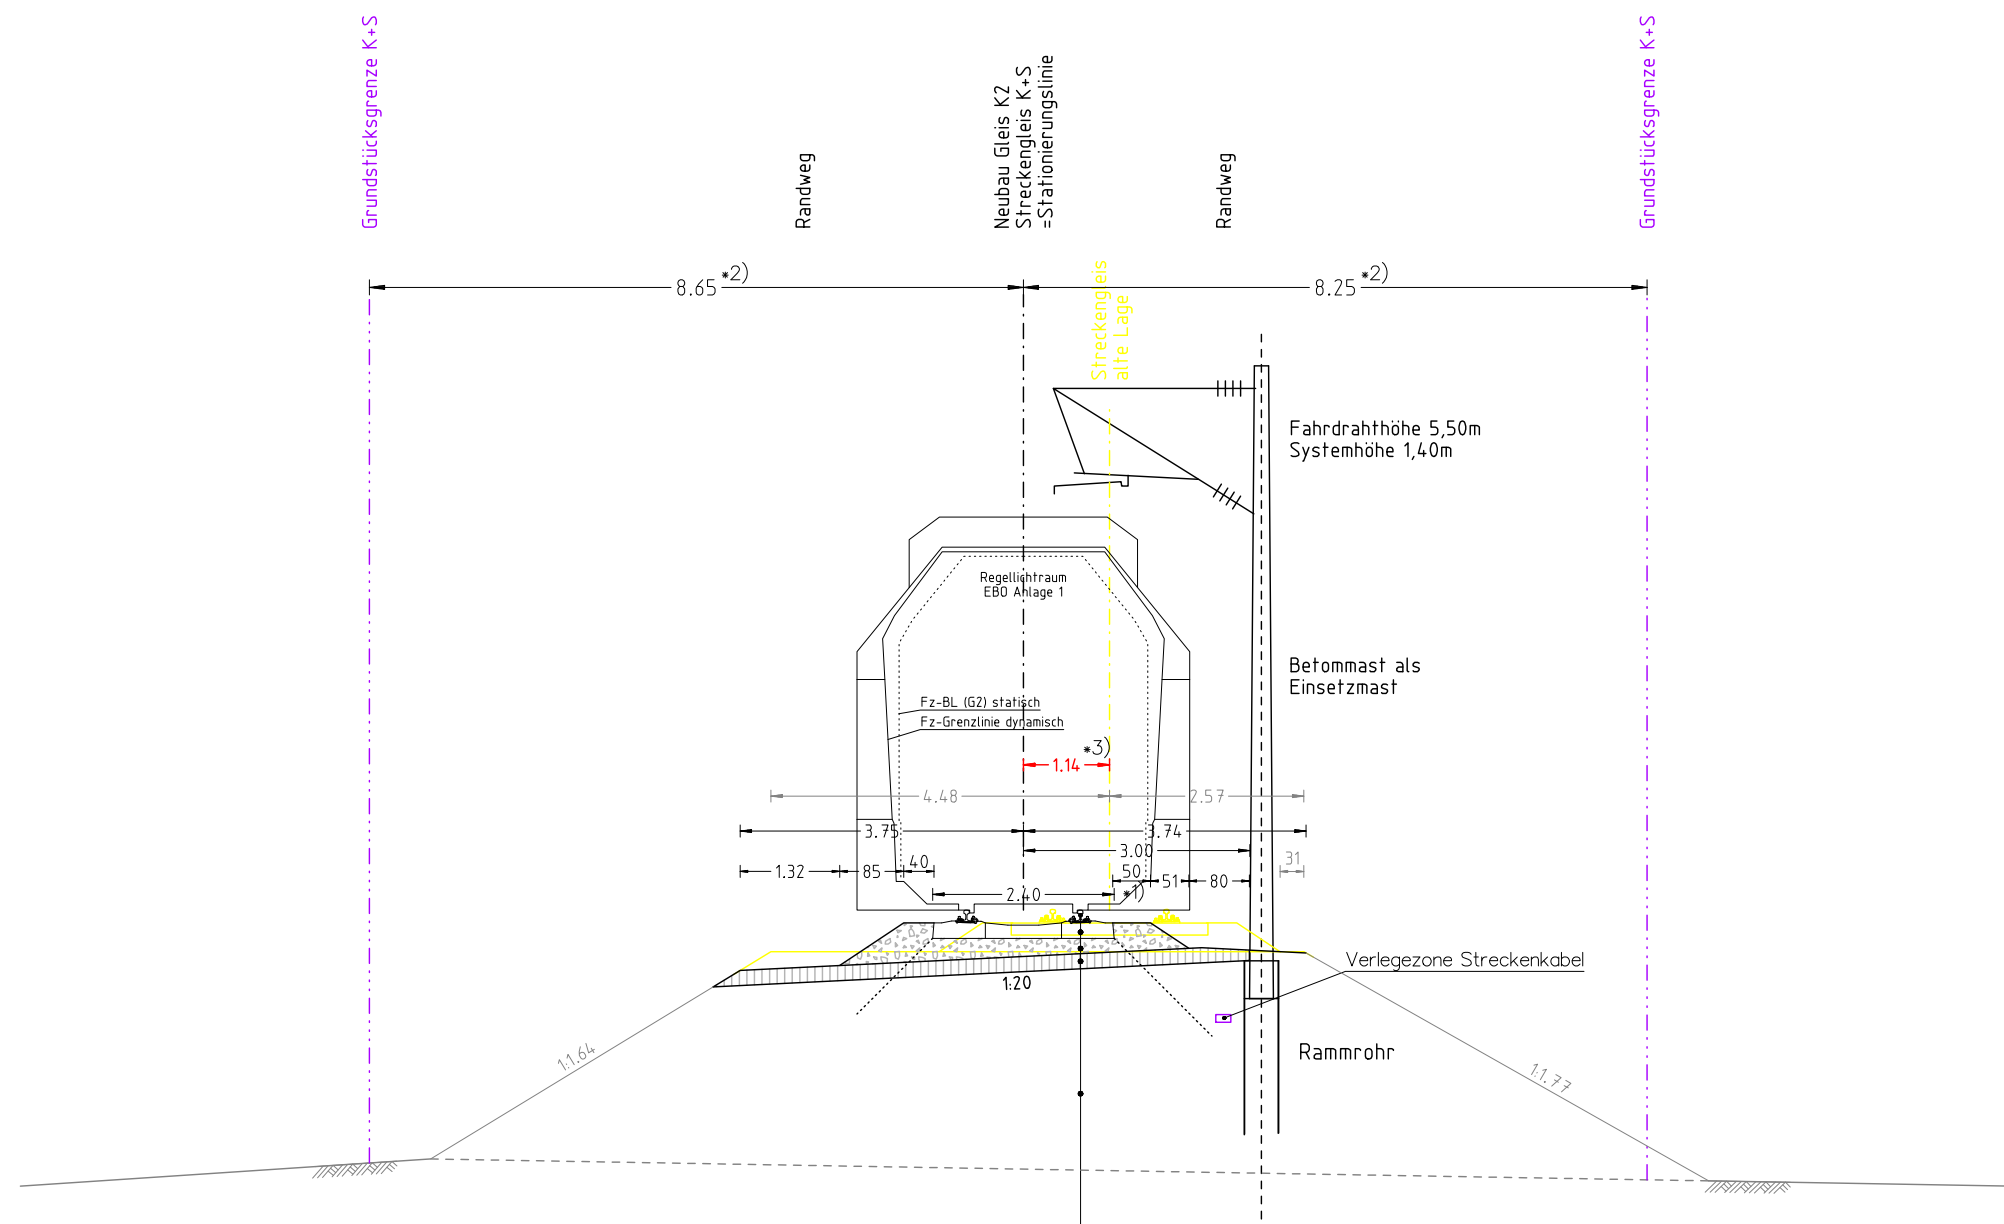 Grundstücksgrenze K+S
Randweg
Neubau Gleis K2
Streckengleis K+S
=Stationierungslinie
Randweg
Grundstücksgrenze K+S
8.65 *2)
8.25 *2)
Streckengleis
alte Lage
Fahrdrahthöhe 5,50m
Systemhöhe 1,40m
Regellichtraum
EBO Anlage 1
Betommast als
Einsetzmast
Fz-BL (G2) statisch
Fz-Grenzlinie dynamisch
*3)
1.14
4.48
2.57
3.75
3.74
3.00
1.32
85
40
50
51
80
31
2.40
*1)
1:20
Verlegezone Streckenkabel
Rammrohr
1:1.64
1:1.77